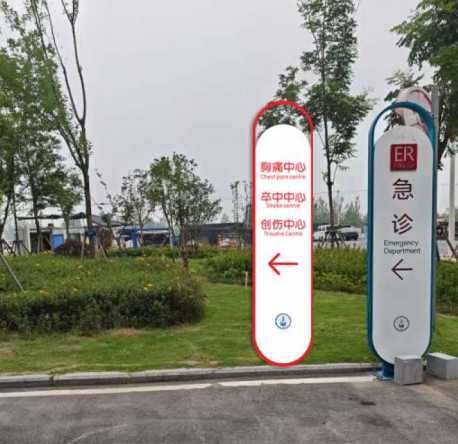 胸痛中心
Chest pain centre
卒中中心
Stroke centre
创伤中心
Trauma Centre
ER
急
诊
Emergency
Department